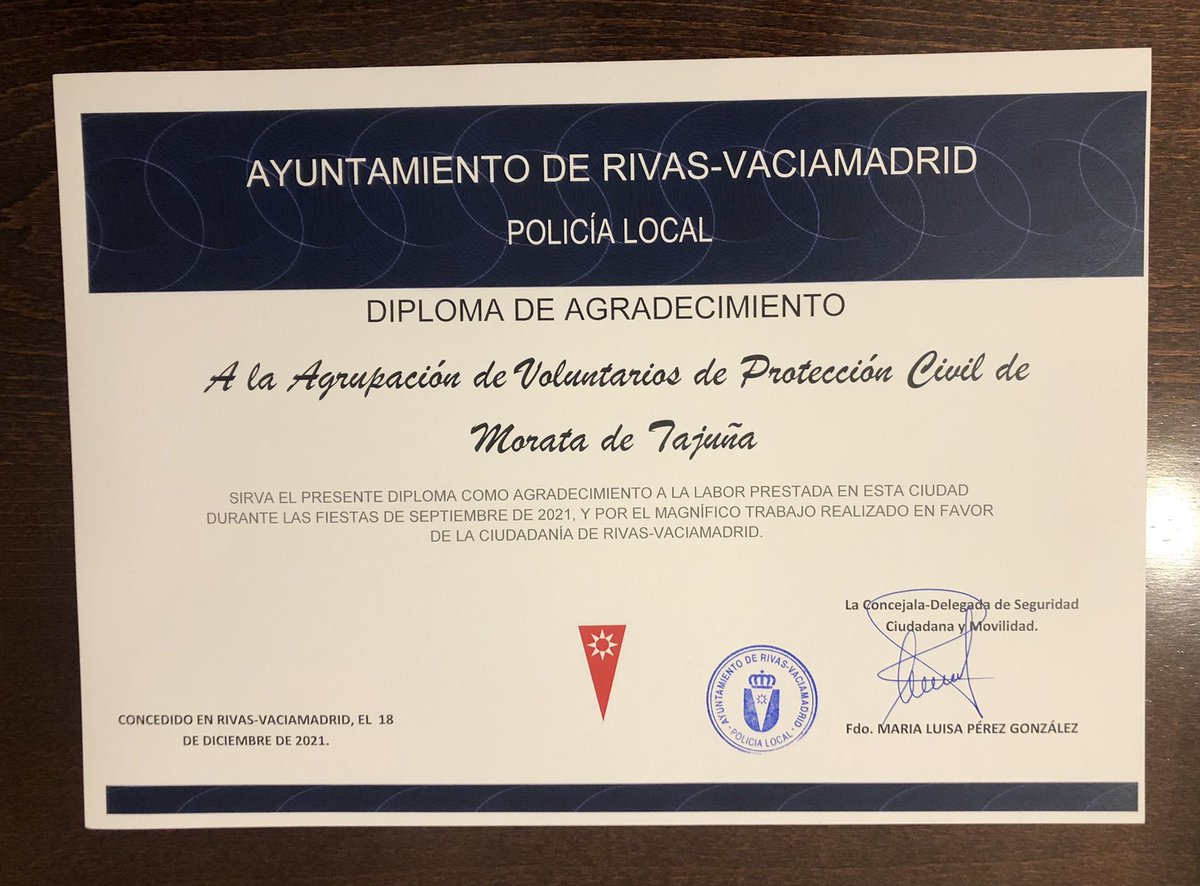 AYUNTAMIENTO DE RIVAS-VACIAMADRID
POLICÍA LOCAL
DIPLOMA DE AGRADECIMIENTO
A la Agrupación de Voluntarios de Protección Civil de
Morata de Tajuña
SIRVA EL PRESENTE DIPLOMA COMO AGRADECIMIENTO A LA LABOR PRESTADA EN ESTA CIUDAD
DURANTE LAS FIESTAS DE SEPTIEMBRE DE 2021, Y POR EL MAGNÍFICO TRABAJO REALIZADO EN FAVOR
DE LA CIUDADANÍA DE RIVAS-VACIAMADRID.
La Concejala-Delegada de Seguridad
Ciudadana y Movilidad.
AYUNTAMIENTO DE RIVAS-VACIAMADRID
· POLICIA LOCAL ·
Fdo. MARIA LUISA PÉREZ GONZÁLEZ
CONCEDIDO EN RIVAS-VACIAMADRID, EL 18
DE DICIEMBRE DE 2021.